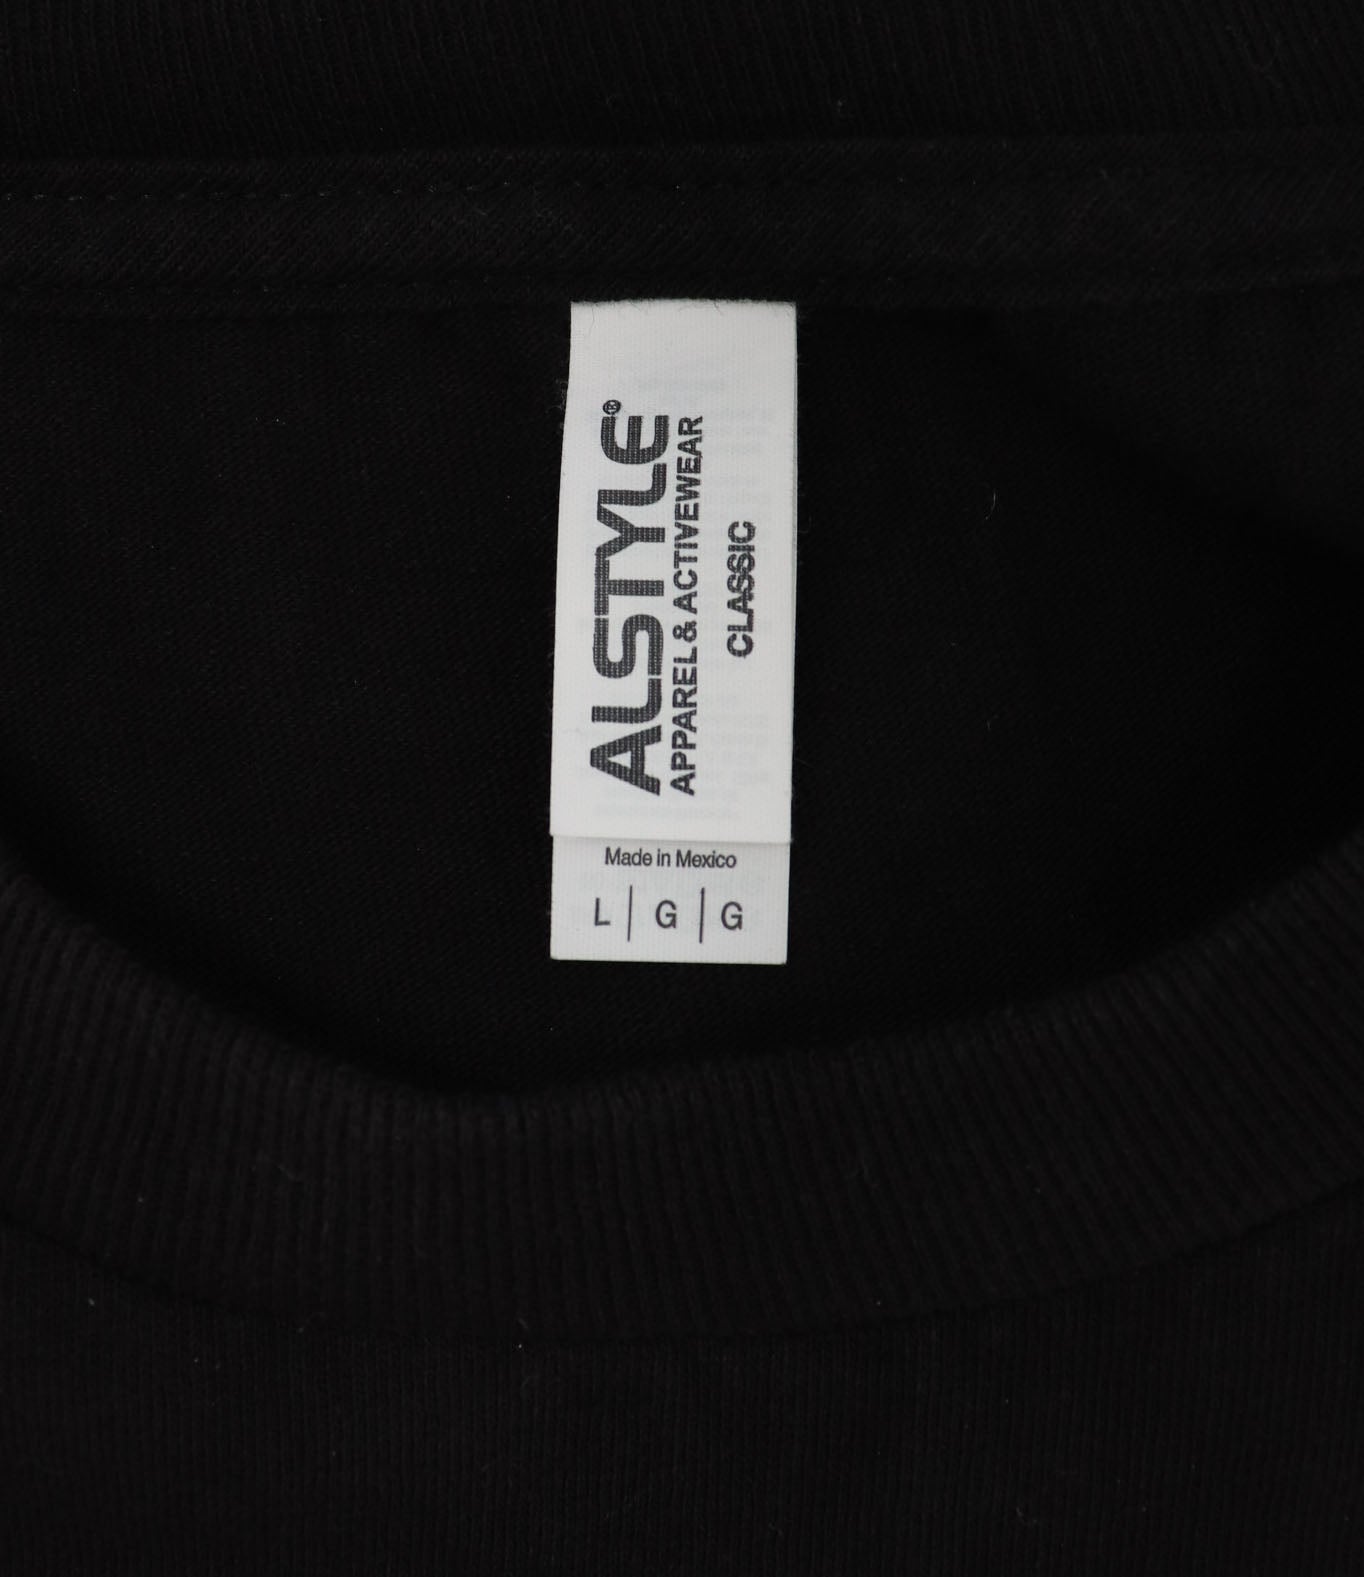 ALSTYLE®
APPAREL & ACTIVEWEAR
CLASSIC
Made in Mexico
L | G | G